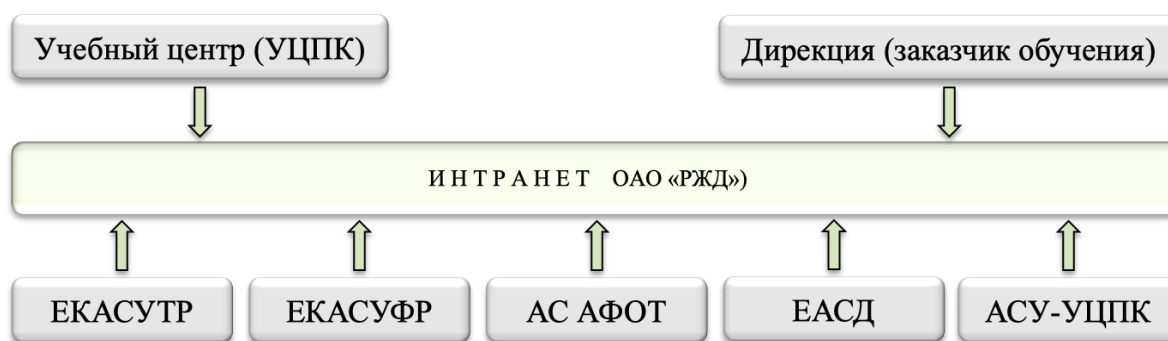 Учебный центр (УЦПК)
Дирекция (заказчик обучения)
И Н Т Р А Н Е Т ОАО «РЖД»)
ЕКАСУТР
ЕКАСУФР
АС АФОТ
ЕАСД
АСУ-УЦПК